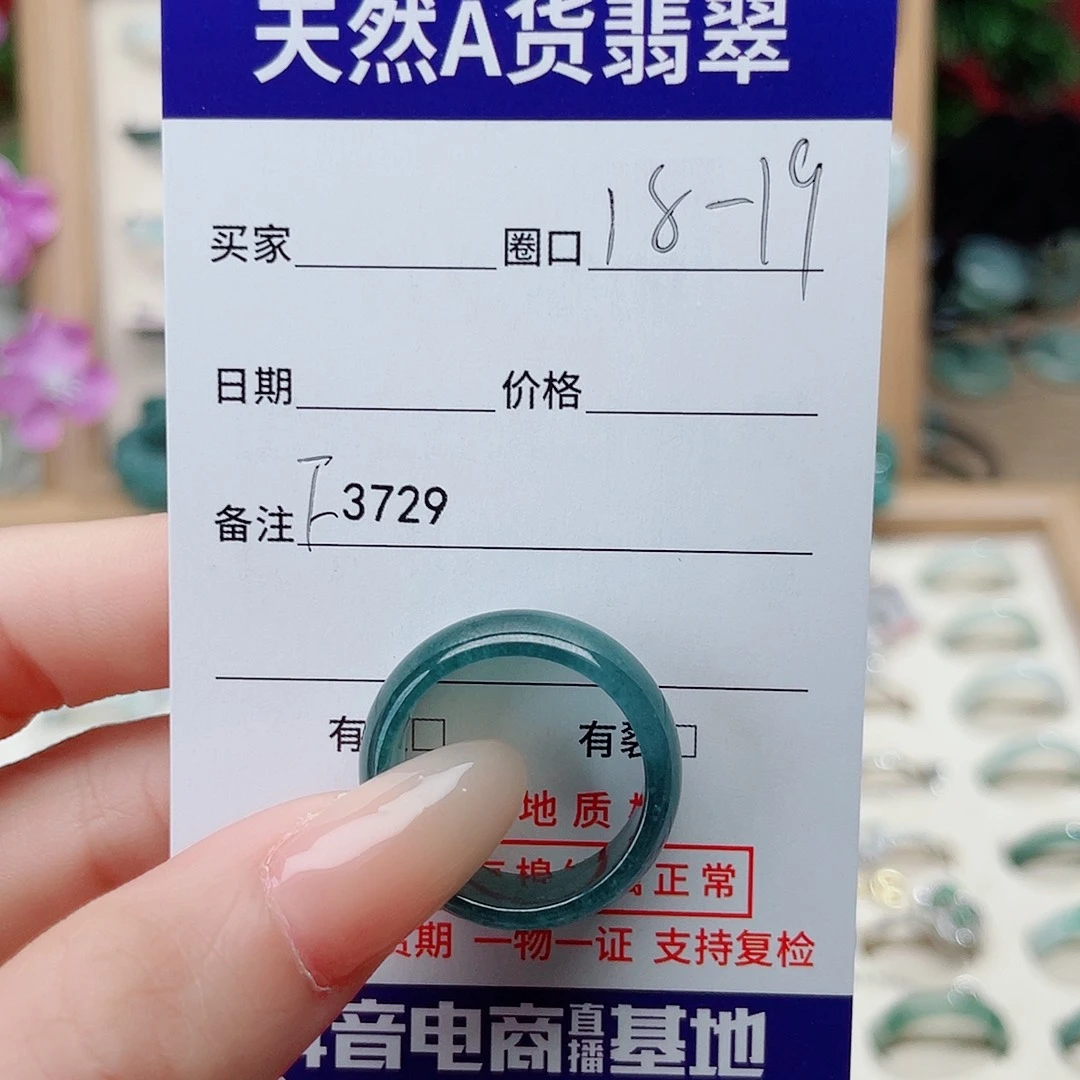 天然A货翡翠
买家 圈口 18-19
日期 价格
备注 3729
有 □ 有裂 □
地质
正常
货期 一物一证 支持复检
音电商直播基地